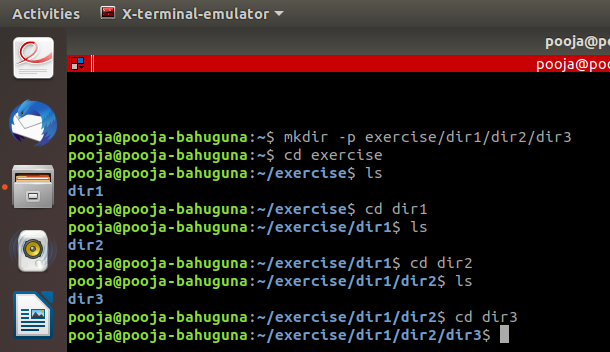 Activities X-terminal-emulator
pooja@po
pooja@po
pooja@pooja-bahuguna:~$ mkdir -p exercise/dir1/dir2/dir3
pooja@pooja-bahuguna:~$ cd exercise
pooja@pooja-bahuguna:~/exercise$ ls
dir1
pooja@pooja-bahuguna:~/exercise$ cd dir1
pooja@pooja-bahuguna:~/exercise/dir1$ ls
dir2
pooja@pooja-bahuguna:~/exercise/dir1$ cd dir2
pooja@pooja-bahuguna:~/exercise/dir1/dir2$ ls
dir3
pooja@pooja-bahuguna:~/exercise/dir1/dir2$ cd dir3
pooja@pooja-bahuguna:~/exercise/dir1/dir2/dir3$